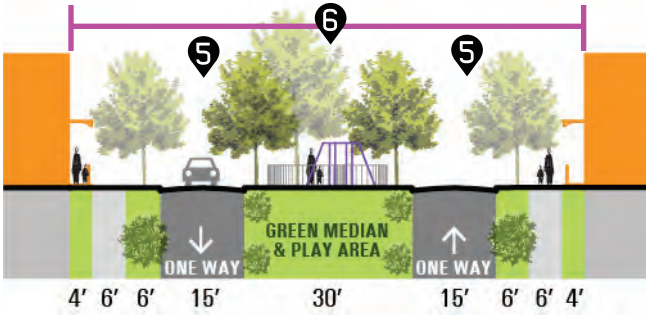 6
5 5
GREEN MEDIAN
& PLAY AREA
ONE WAY ONE WAY
4' 6' 6' 15' 30' 15' 6' 6' 4'